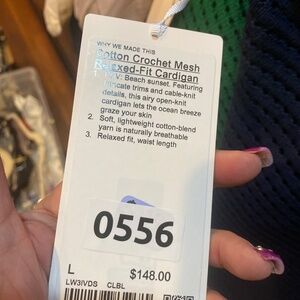 WHY WE MADE THIS
Cotton Crochet Mesh
Relaxed-Fit Cardigan
1. V: Beach sunset. Featuring
intricate trims and cable-knit
details, this airy open-knit
cardigan lets the ocean breeze
graze your skin
2. Soft, lightweight cotton-blend
yarn is naturally breathable
3. Relaxed fit, waist length
0556
L
$148.00
LW3IVDS CLBL